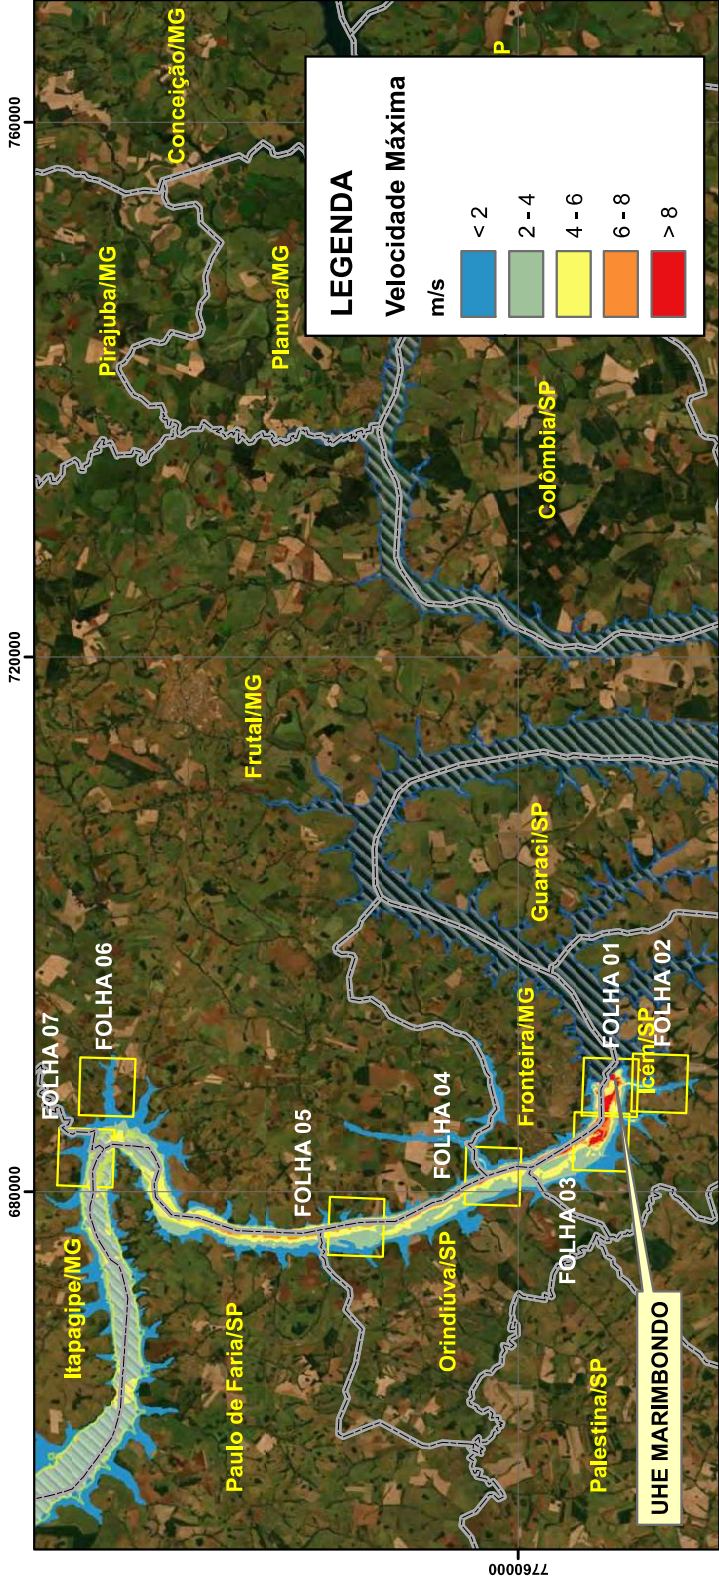 760000
720000
680000
7760000
Conceição/MG
P
Pirajuba/MG
Planura/MG
Colômbia/SP
Frutal/MG
Guaraci/SP
FOLHA 07
FOLHA 06
FOLHA 05
FOLHA 04
Fronteira/MG
FOLHA 01
Icém/SP
FOLHA 02
FOLHA 03
Itapagipe/MG
Paulo de Faria/SP
Orindiúva/SP
Palestina/SP
UHE MARIMBONDO
LEGENDA
Velocidade Máxima
m/s
< 2
2 - 4
4 - 6
6 - 8
> 8